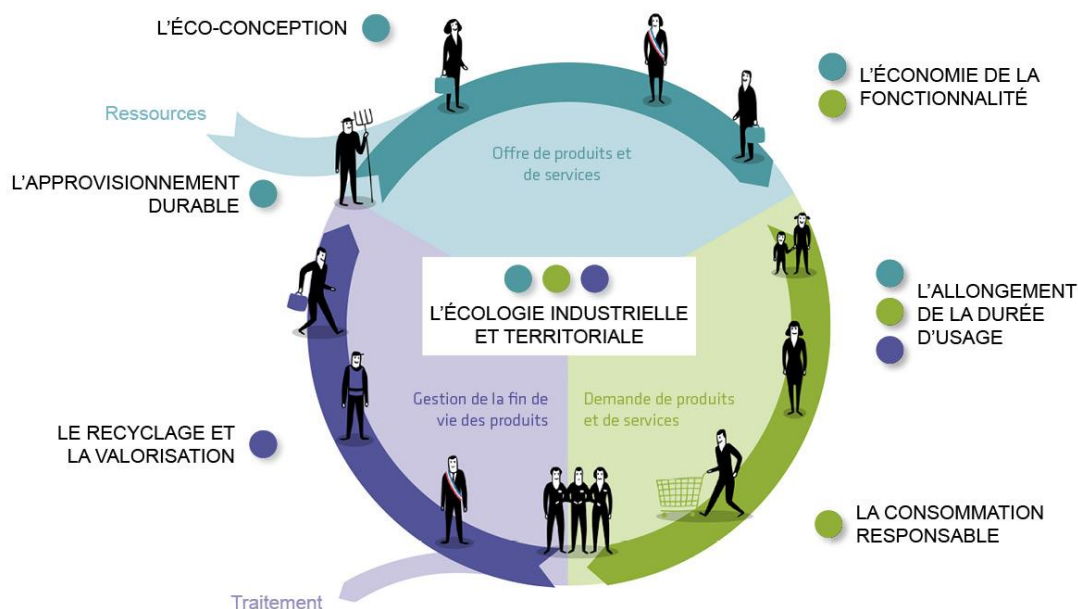 L'ÉCO-CONCEPTION
L'ÉCONOMIE DE LA
FONCTIONNALITÉ
Ressources
Offre de produits et
de services
L'APPROVISIONNEMENT
DURABLE
L'ÉCOLOGIE INDUSTRIELLE
ET TERRITORIALE
L'ALLONGEMENT
DE LA DURÉE
D'USAGE
Gestion de la fin de
vie des produits
Demande de produits
et de services
LE RECYCLAGE ET
LA VALORISATION
LA CONSOMMATION
RESPONSABLE
Traitement